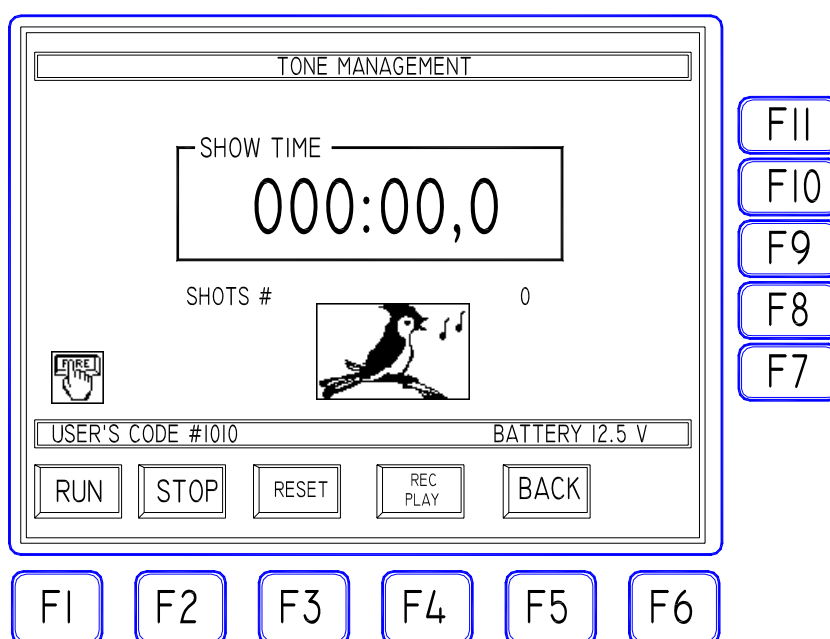 TONE MANAGEMENT
F11
SHOW TIME
000:00,0
F10
F9
SHOTS # 0
F8
FIRE
F7
USER'S CODE #1010 BATTERY 12.5 V
RUN STOP RESET REC PLAY BACK
F1 F2 F3 F4 F5 F6